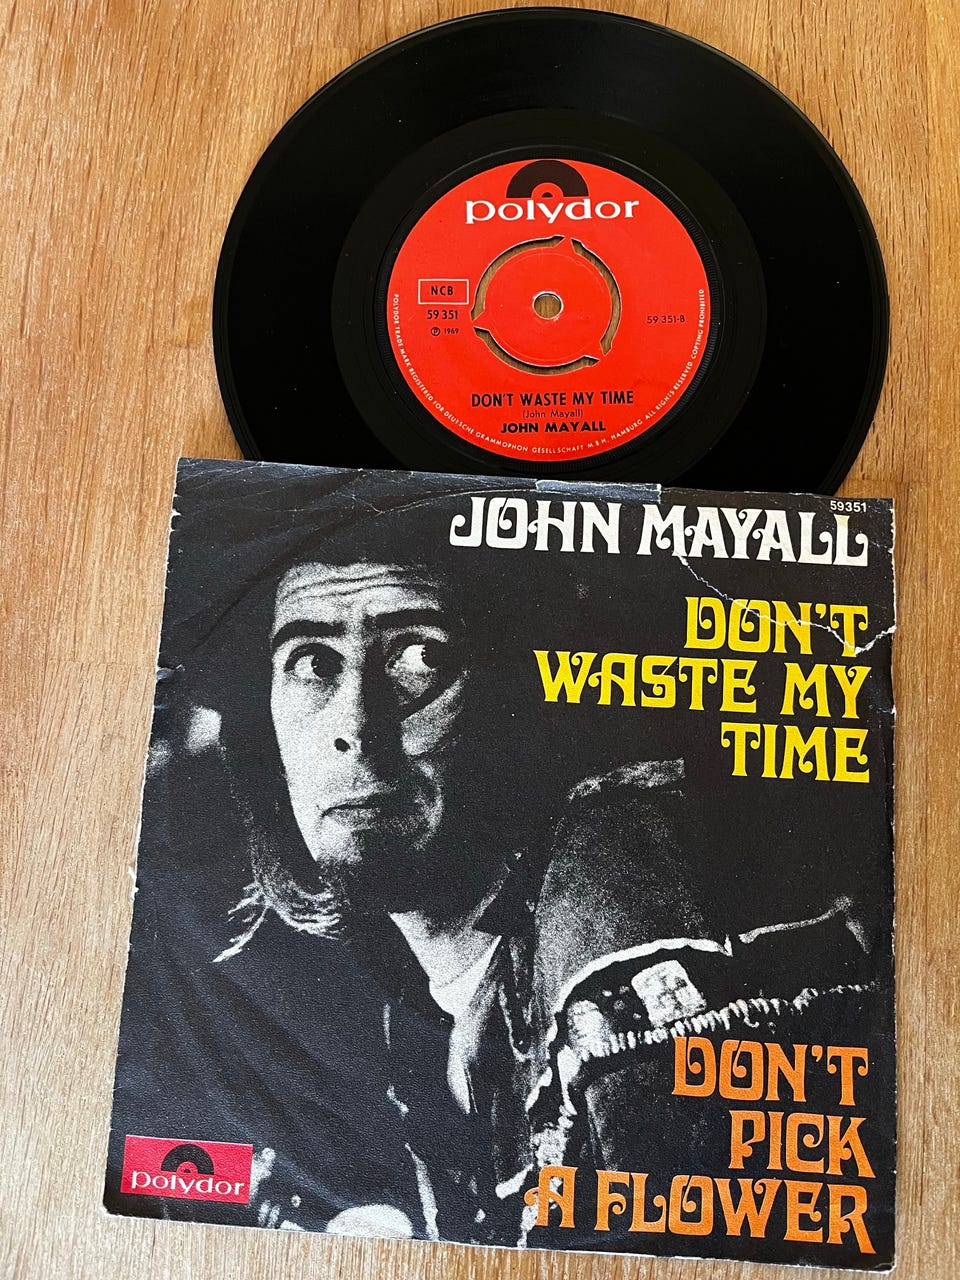 polydor
NCB
59 351
℗ 1969
59 351-B
DON'T WASTE MY TIME
(John Mayall)
JOHN MAYALL
POLYDOR TRADE MARK REGISTERED FOR DEUTSCHE GRAMMOPHON GESELLSCHAFT M B H. HAMBURG. ALL RIGHTS RESERVED COPYING PROHIBITED
59351
JOHN MAYALL
DON'T
WASTE MY
TIME
DON'T
PICK
A FLOWER
polydor